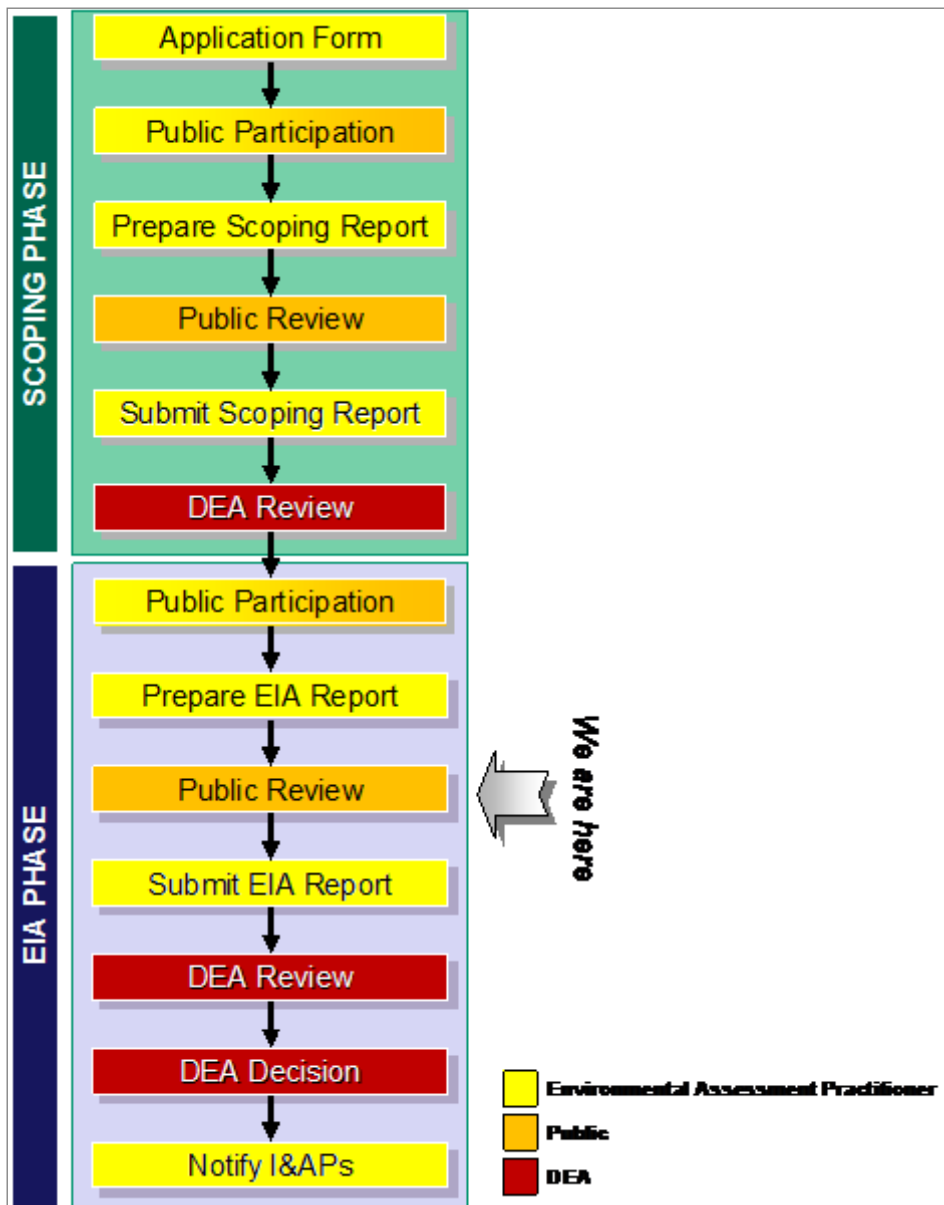 SCOPING PHASE
Application Form
Public Participation
Prepare Scoping Report
Public Review
Submit Scoping Report
DEA Review
EIA PHASE
Public Participation
Prepare EIA Report
Public Review
We are here
Submit EIA Report
DEA Review
DEA Decision
Notify I&APs
Environmental Assessment Practitioner
Public
DEA